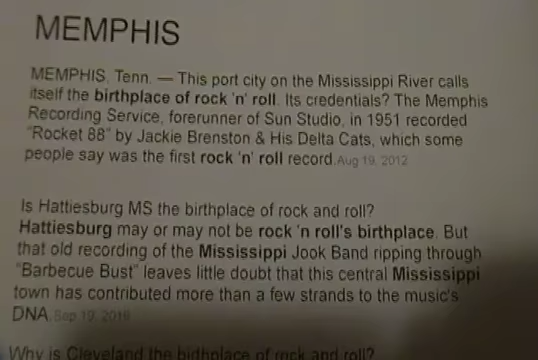 MEMPHIS
MEMPHIS, Tenn. — This port city on the Mississippi River calls
itself the birthplace of rock 'n' roll. Its credentials? The Memphis
Recording Service, forerunner of Sun Studio, in 1951 recorded
"Rocket 88" by Jackie Brenston & His Delta Cats, which some
people say was the first rock 'n' roll record. Aug 19, 2012
Is Hattiesburg MS the birthplace of rock and roll?
Hattiesburg may or may not be rock 'n roll's birthplace. But
that old recording of the Mississippi Jook Band ripping through
"Barbecue Bust" leaves little doubt that this central Mississippi
town has contributed more than a few strands to the music's
DNA. Sep 19, 2016
Why is Cleveland the bidhplace of rock and roll?